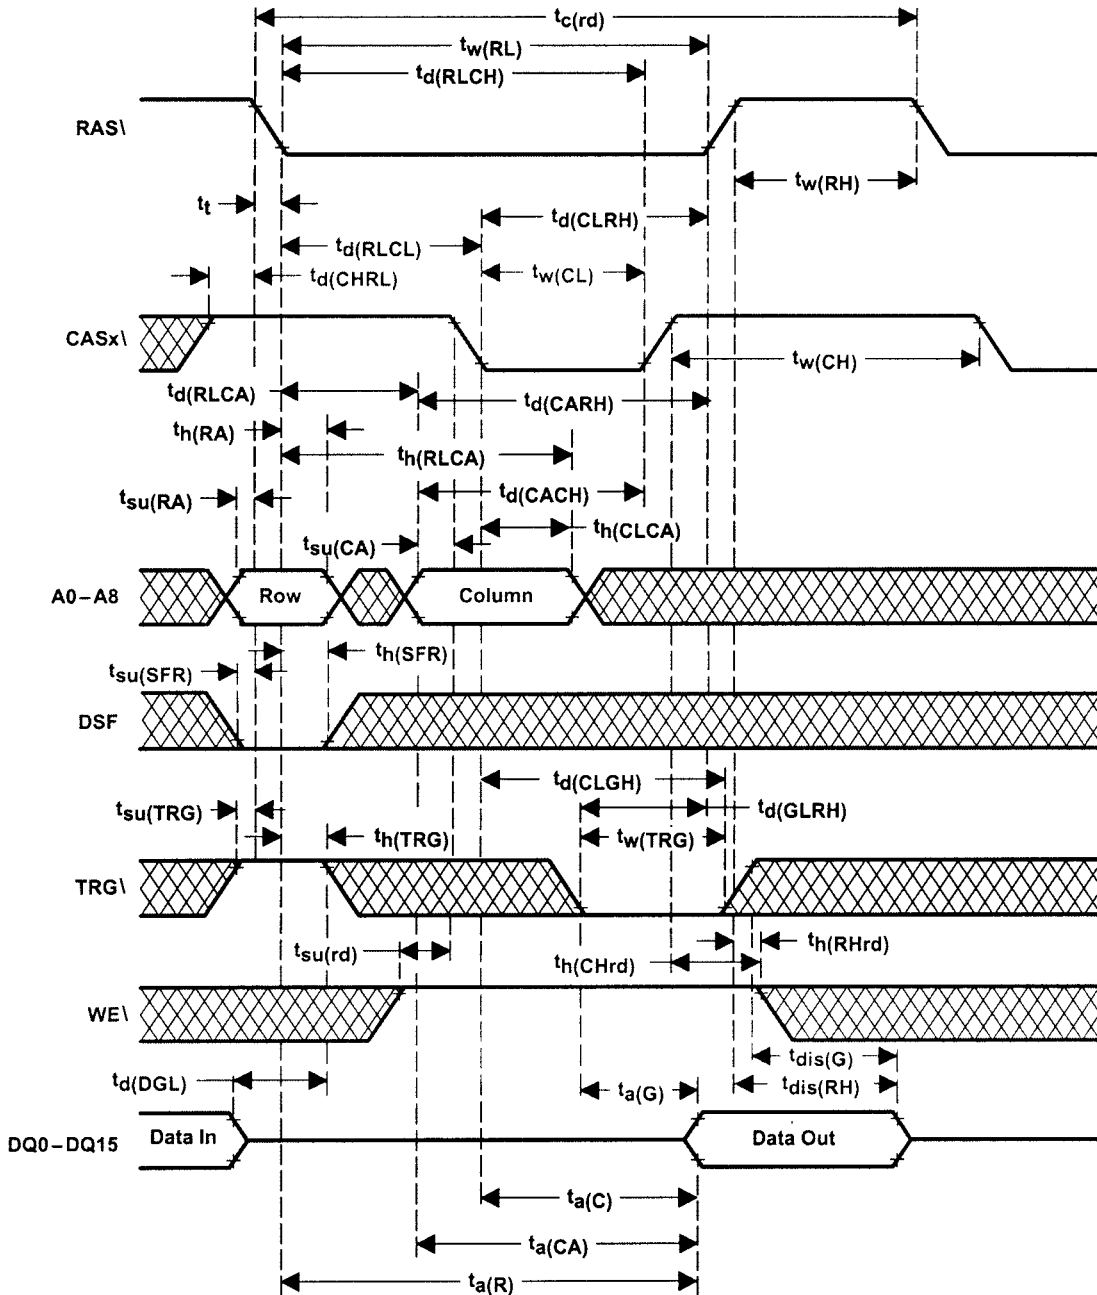 tc(rd)
tw(RL)
td(RLCH)
RAS\
tw(RH)
tt
td(CLRH)
td(RLCL)
td(CHRL)
tw(CL)
CASx\
tw(CH)
td(RLCA)
td(CARH)
th(RA)
th(RLCA)
tsu(RA)
td(CACH)
th(CLCA)
tsu(CA)
A0–A8
Row
Column
th(SFR)
tsu(SFR)
DSF
td(CLGH)
tsu(TRG)
td(GLRH)
th(TRG)
tw(TRG)
TRG\
tsu(rd)
th(RHrd)
th(CHrd)
WE\
tdis(G)
td(DGL)
ta(G)
tdis(RH)
DQ0–DQ15
Data In
Data Out
ta(C)
ta(CA)
ta(R)